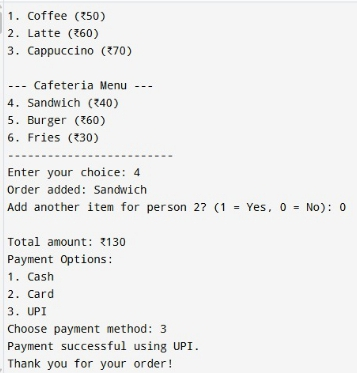 1. Coffee (₹50)
2. Latte (₹60)
3. Cappuccino (₹70)
--- Cafeteria Menu ---
4. Sandwich (₹40)
5. Burger (₹60)
6. Fries (₹30)
-------------------------
Enter your choice: 4
Order added: Sandwich
Add another item for person 2? (1 = Yes, 0 = No): 0
Total amount: ₹130
Payment Options:
1. Cash
2. Card
3. UPI
Choose payment method: 3
Payment successful using UPI.
Thank you for your order!